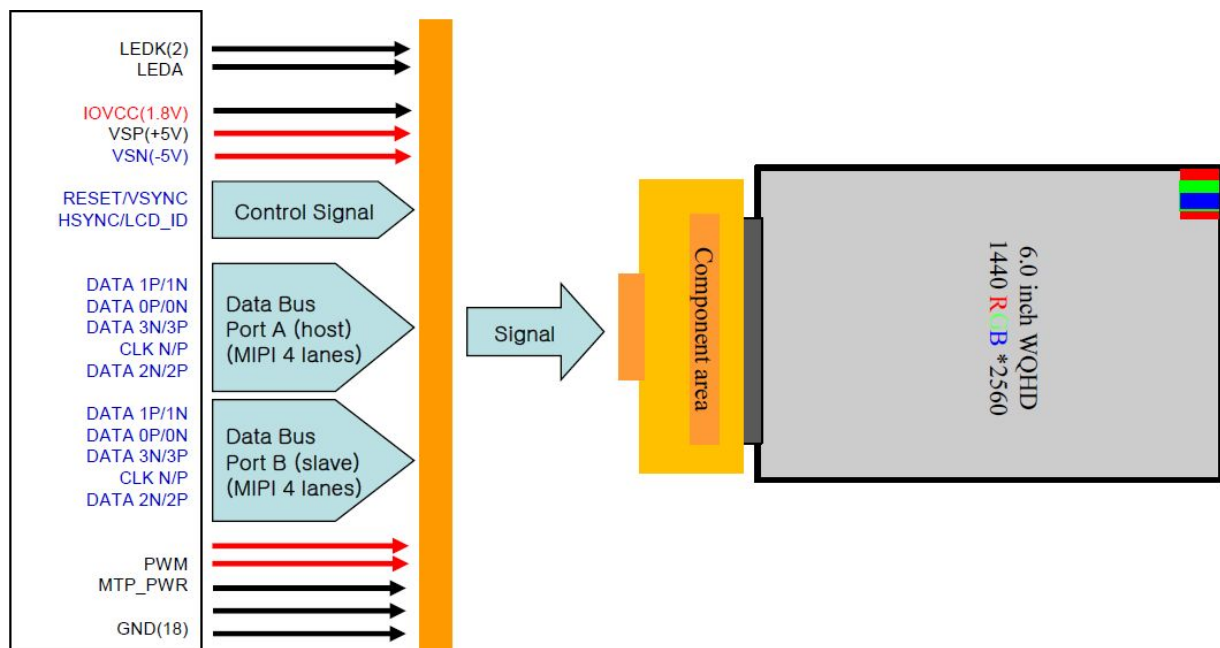 LEDK(2)
LEDA
IOVCC(1.8V)
VSP(+5V)
VSN(-5V)
RESET/VSYNC
HSYNC/LCD_ID
Control Signal
DATA 1P/1N
DATA 0P/0N
DATA 3N/3P
CLK N/P
DATA 2N/2P
Data Bus
Port A (host)
(MIPI 4 lanes)
DATA 1P/1N
DATA 0P/0N
DATA 3N/3P
CLK N/P
DATA 2N/2P
Data Bus
Port B (slave)
(MIPI 4 lanes)
PWM
MTP_PWR
GND(18)
Signal
Component area
6.0 inch WQHD
1440 RGB *2560